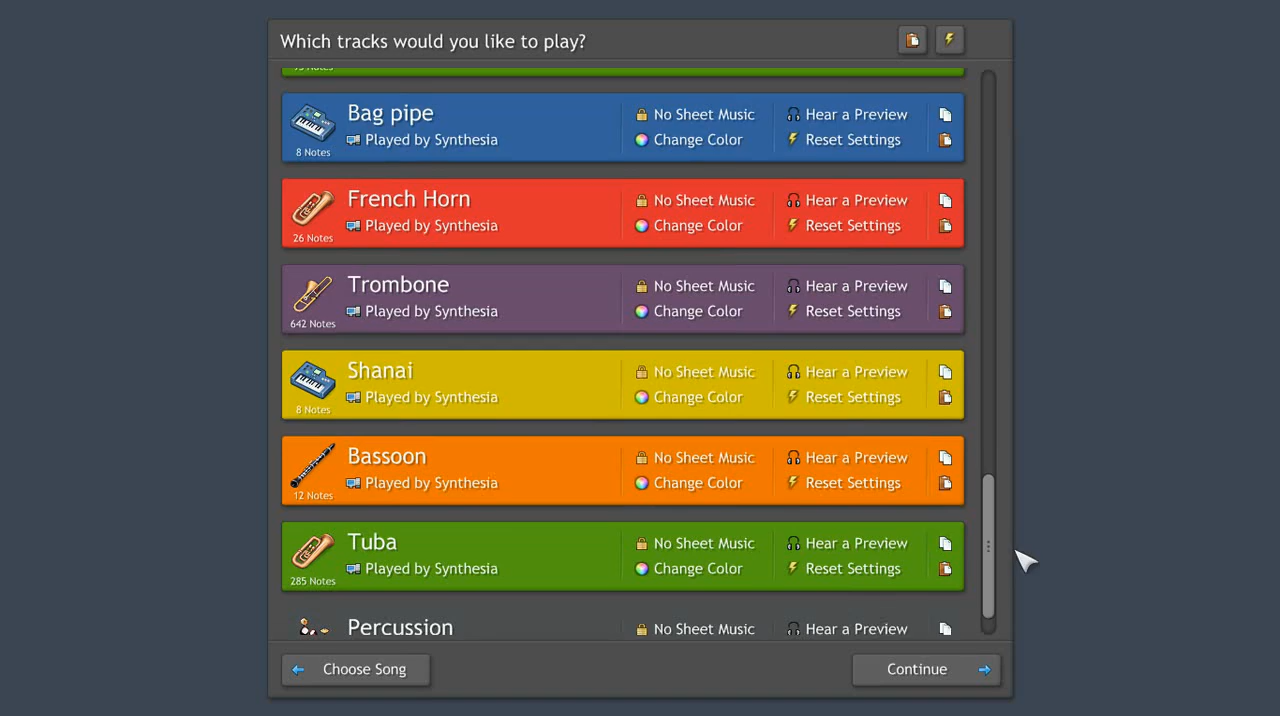 Which tracks would you like to play?
Bag pipe
Played by Synthesia
8 Notes
No Sheet Music
Change Color
Hear a Preview
Reset Settings
French Horn
Played by Synthesia
26 Notes
No Sheet Music
Change Color
Hear a Preview
Reset Settings
Trombone
Played by Synthesia
642 Notes
No Sheet Music
Change Color
Hear a Preview
Reset Settings
Shanai
Played by Synthesia
8 Notes
No Sheet Music
Change Color
Hear a Preview
Reset Settings
Bassoon
Played by Synthesia
12 Notes
No Sheet Music
Change Color
Hear a Preview
Reset Settings
Tuba
Played by Synthesia
285 Notes
No Sheet Music
Change Color
Hear a Preview
Reset Settings
Percussion
No Sheet Music
Hear a Preview
Choose Song
Continue